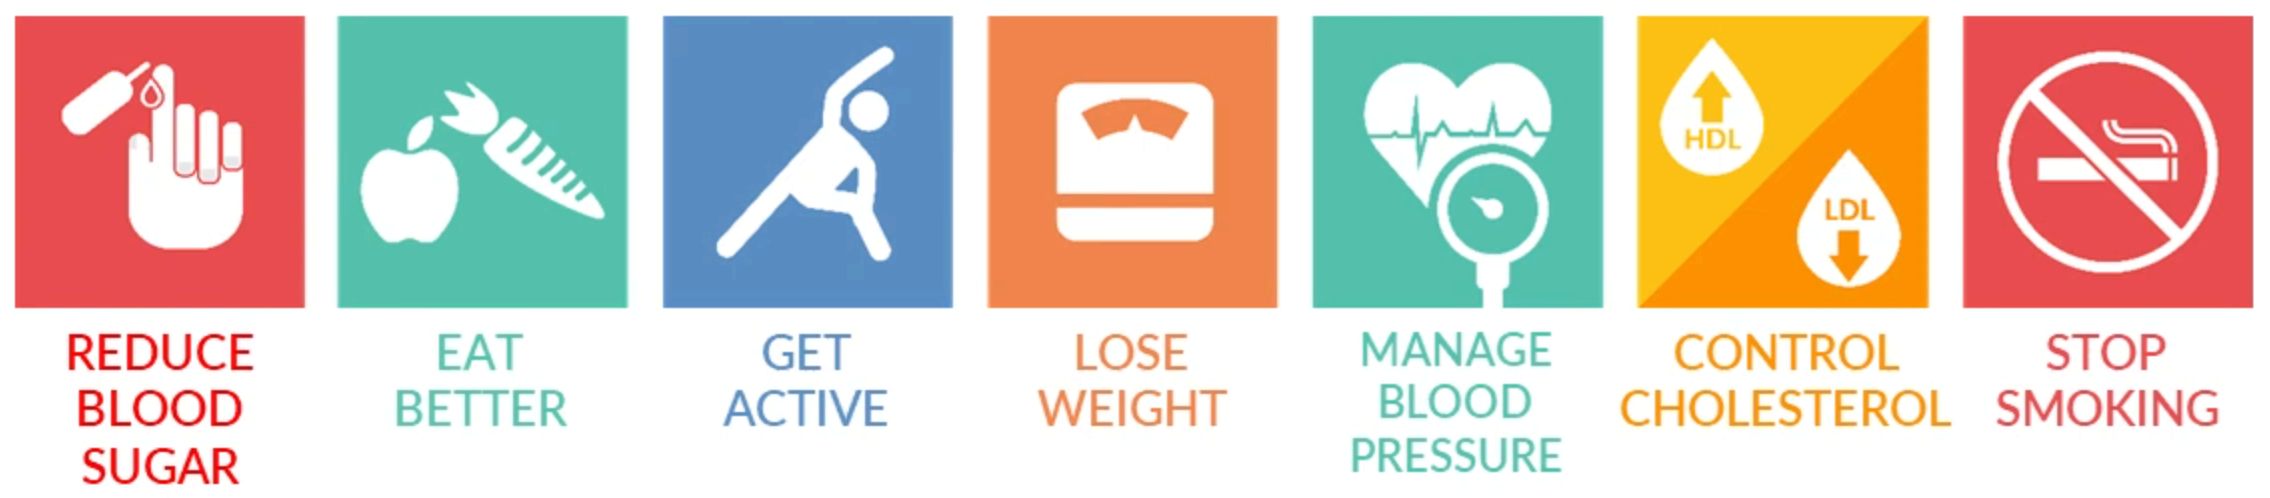 HDL
LDL
REDUCE
BLOOD
SUGAR
EAT
BETTER
GET
ACTIVE
LOSE
WEIGHT
MANAGE
BLOOD
PRESSURE
CONTROL
CHOLESTEROL
STOP
SMOKING